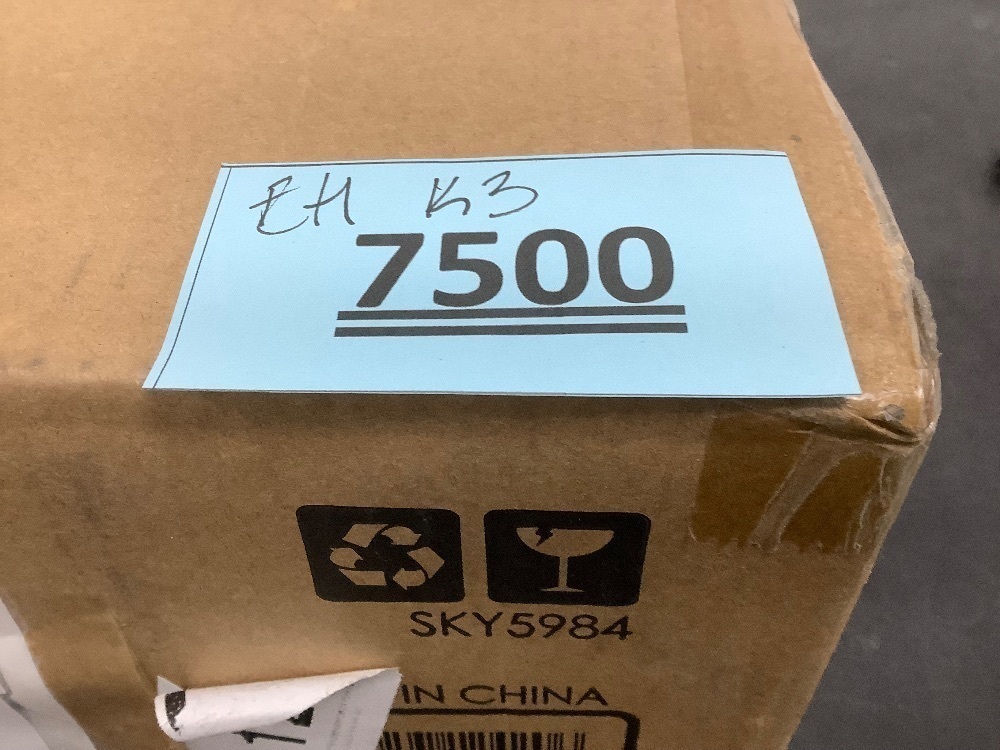 EH K3
7500
SKY5984
IN CHINA